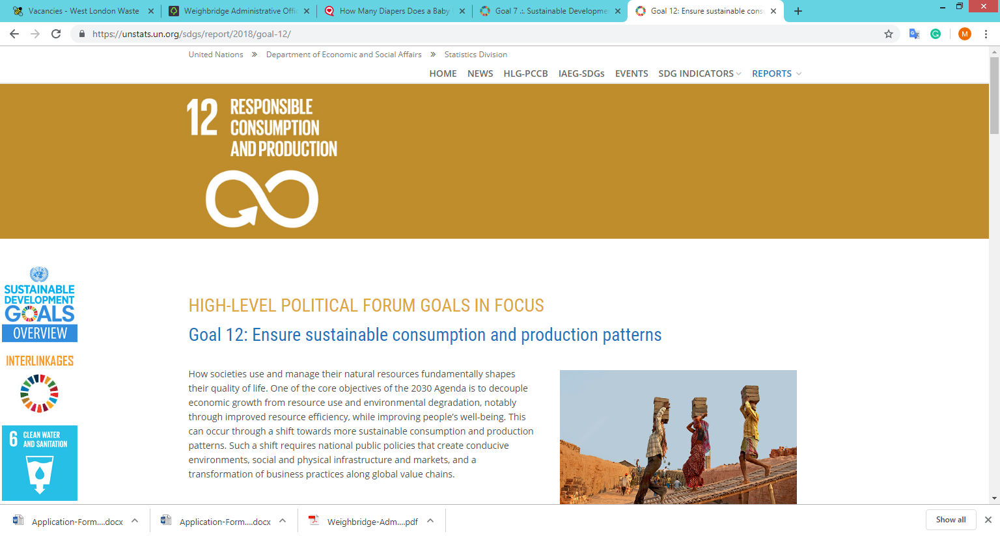 Vacancies - West London Waste
Weighbridge Administrative Offic
How Many Diapers Does a Baby
Goal 7 .:. Sustainable Developme
Goal 12: Ensure sustainable cons
https://unstats.un.org/sdgs/report/2018/goal-12/
M
United Nations » Department of Economic and Social Affairs » Statistics Division
HOME NEWS HLG-PCCB IAEG-SDGs EVENTS SDG INDICATORS REPORTS
12 RESPONSIBLE
CONSUMPTION
AND PRODUCTION
SUSTAINABLE
DEVELOPMENT
GOALS
OVERVIEW
INTERLINKAGES
6 CLEAN WATER
AND SANITATION
HIGH-LEVEL POLITICAL FORUM GOALS IN FOCUS
Goal 12: Ensure sustainable consumption and production patterns
How societies use and manage their natural resources fundamentally shapes
their quality of life. One of the core objectives of the 2030 Agenda is to decouple
economic growth from resource use and environmental degradation, notably
through improved resource efficiency, while improving people's well-being. This
can occur through a shift towards more sustainable consumption and production
patterns. Such a shift requires national public policies that create conducive
environments, social and physical infrastructure and markets, and a
transformation of business practices along global value chains.
Application-Form....docx
Application-Form....docx
Weighbridge-Adm....pdf
Show all